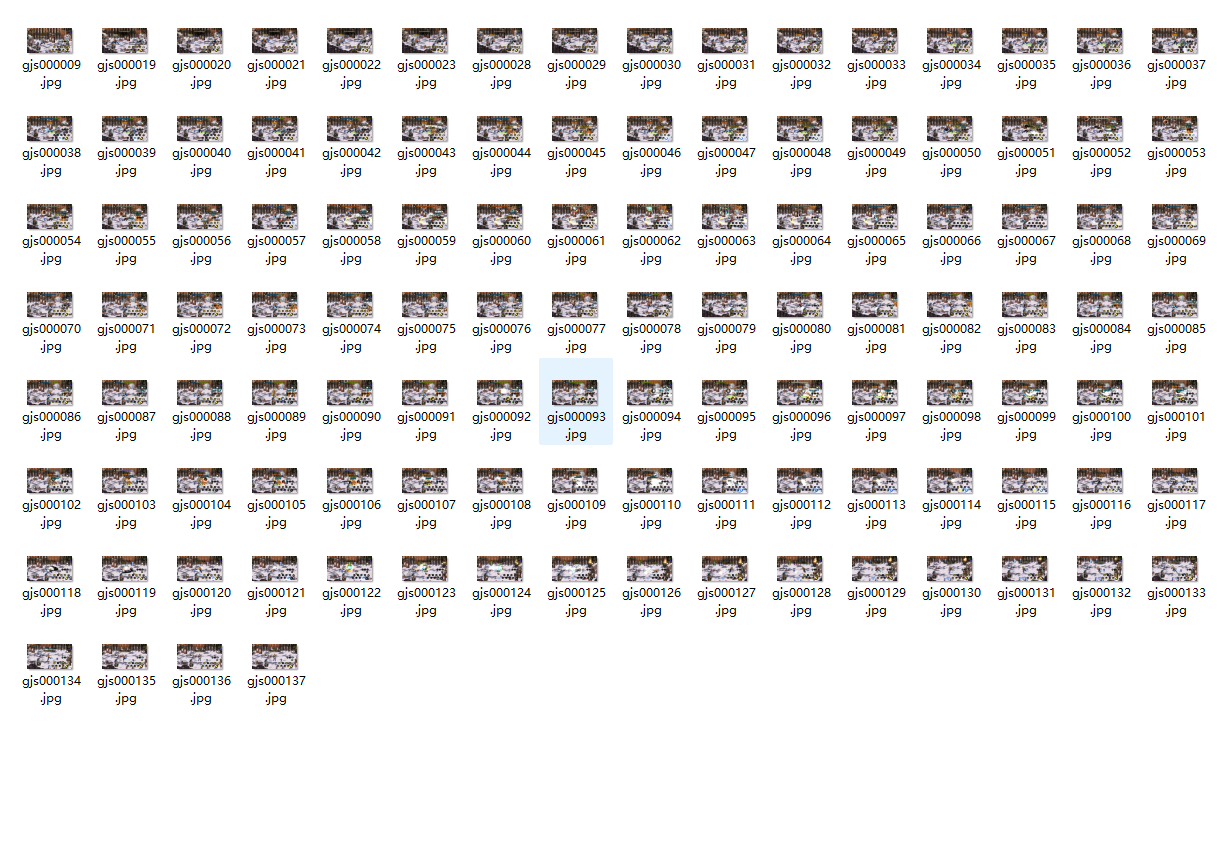 gjs000009 gjs000019 gjs000020 gjs000021 gjs000022 gjs000023 gjs000028 gjs000029 gjs000030 gjs000031 gjs000032 gjs000033 gjs000034 gjs000035 gjs000036 gjs000037
.jpg .jpg .jpg .jpg .jpg .jpg .jpg .jpg .jpg .jpg .jpg .jpg .jpg .jpg .jpg .jpg
gjs000038 gjs000039 gjs000040 gjs000041 gjs000042 gjs000043 gjs000044 gjs000045 gjs000046 gjs000047 gjs000048 gjs000049 gjs000050 gjs000051 gjs000052 gjs000053
.jpg .jpg .jpg .jpg .jpg .jpg .jpg .jpg .jpg .jpg .jpg .jpg .jpg .jpg .jpg .jpg
gjs000054 gjs000055 gjs000056 gjs000057 gjs000058 gjs000059 gjs000060 gjs000061 gjs000062 gjs000063 gjs000064 gjs000065 gjs000066 gjs000067 gjs000068 gjs000069
.jpg .jpg .jpg .jpg .jpg .jpg .jpg .jpg .jpg .jpg .jpg .jpg .jpg .jpg .jpg .jpg
gjs000070 gjs000071 gjs000072 gjs000073 gjs000074 gjs000075 gjs000076 gjs000077 gjs000078 gjs000079 gjs000080 gjs000081 gjs000082 gjs000083 gjs000084 gjs000085
.jpg .jpg .jpg .jpg .jpg .jpg .jpg .jpg .jpg .jpg .jpg .jpg .jpg .jpg .jpg .jpg
gjs000086 gjs000087 gjs000088 gjs000089 gjs000090 gjs000091 gjs000092 gjs000093 gjs000094 gjs000095 gjs000096 gjs000097 gjs000098 gjs000099 gjs000100 gjs000101
.jpg .jpg .jpg .jpg .jpg .jpg .jpg .jpg .jpg .jpg .jpg .jpg .jpg .jpg .jpg .jpg
gjs000102 gjs000103 gjs000104 gjs000105 gjs000106 gjs000107 gjs000108 gjs000109 gjs000110 gjs000111 gjs000112 gjs000113 gjs000114 gjs000115 gjs000116 gjs000117
.jpg .jpg .jpg .jpg .jpg .jpg .jpg .jpg .jpg .jpg .jpg .jpg .jpg .jpg .jpg .jpg
gjs000118 gjs000119 gjs000120 gjs000121 gjs000122 gjs000123 gjs000124 gjs000125 gjs000126 gjs000127 gjs000128 gjs000129 gjs000130 gjs000131 gjs000132 gjs000133
.jpg .jpg .jpg .jpg .jpg .jpg .jpg .jpg .jpg .jpg .jpg .jpg .jpg .jpg .jpg .jpg
gjs000134 gjs000135 gjs000136 gjs000137
.jpg .jpg .jpg .jpg